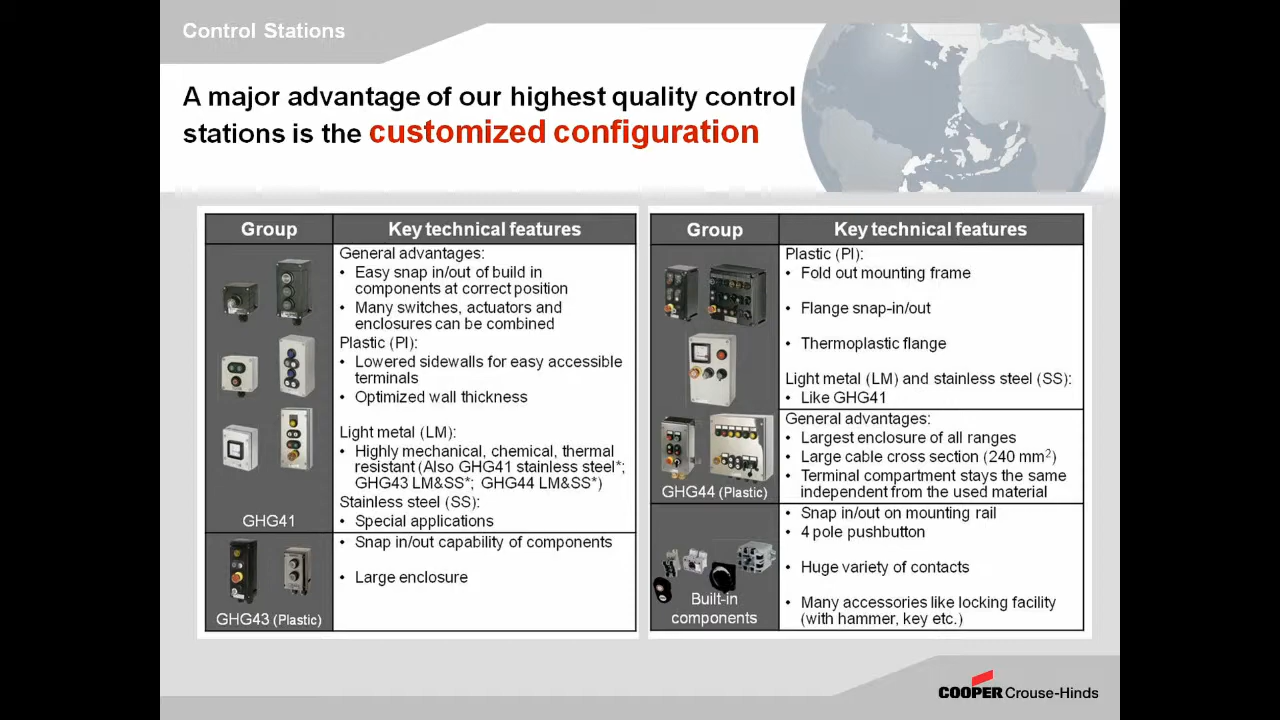 Control Stations
A major advantage of our highest quality control
stations is the customized configuration
Group
Key technical features
General advantages:
• Easy snap in/out of build in
components at correct position
• Many switches, actuators and
enclosures can be combined
Plastic (Pl):
• Lowered sidewalls for easy accessible
terminals
• Optimized wall thickness
Light metal (LM):
• Highly mechanical, chemical, thermal
resistant (Also GHG41 stainless steel*;
GHG43 LM&SS*; GHG44 LM&SS*)
Stainless steel (SS):
• Special applications
GHG41
• Snap in/out capability of components
• Large enclosure
GHG43 (Plastic)
Group
Key technical features
Plastic (Pl):
• Fold out mounting frame
• Flange snap-in/out
• Thermoplastic flange
Light metal (LM) and stainless steel (SS):
• Like GHG41
General advantages:
• Largest enclosure of all ranges
• Large cable cross section (240 mm²)
• Terminal compartment stays the same
independent from the used material
GHG44 (Plastic)
• Snap in/out on mounting rail
• 4 pole pushbutton
• Huge variety of contacts
• Many accessories like locking facility
(with hammer, key etc.)
Built-in
components
COOPER Crouse-Hinds